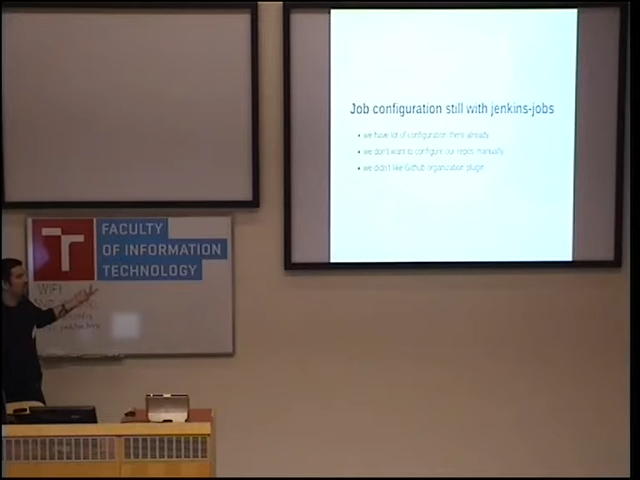 Job configuration still with jenkins-jobs
• we have lot of configuration there already
• we don't want to configure our repos manually
• we didn't like Github organization plugin
FACULTY
OF INFORMATION
TECHNOLOGY
WIFI